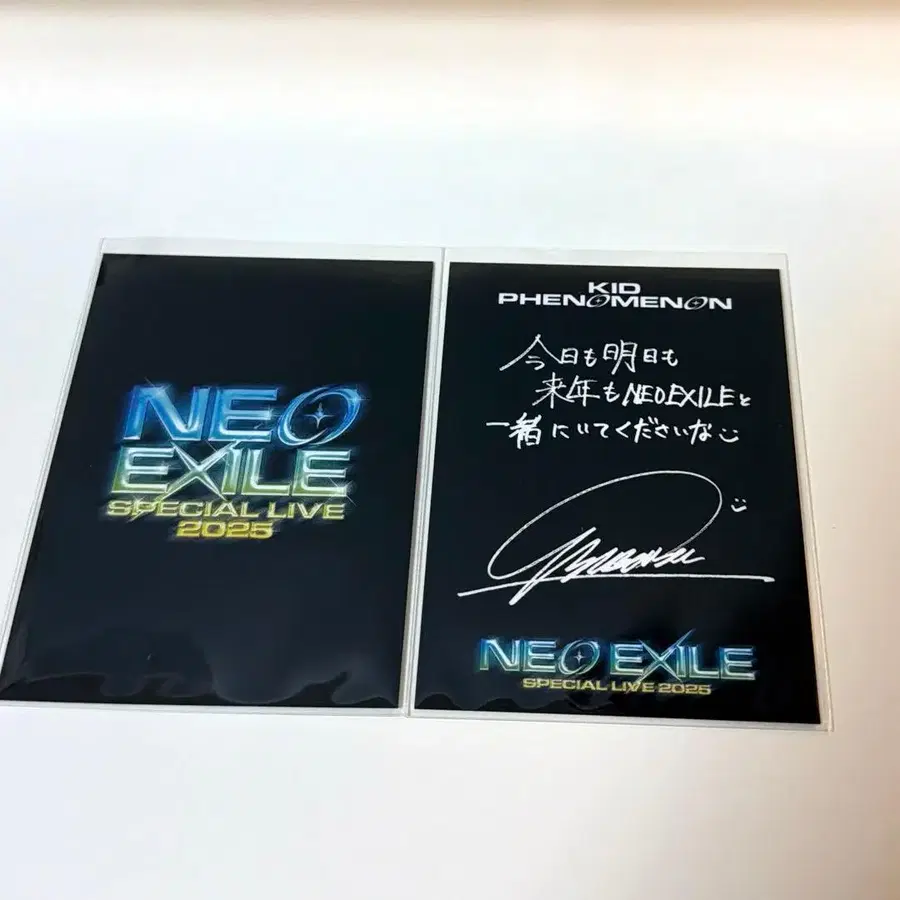 NEO
EXILE
SPECIAL LIVE
2025
KID
PHENOMENON
今日も明日も
来年もNEOEXILEと
一緒にいてくださいな
NEO EXILE
SPECIAL LIVE 2025